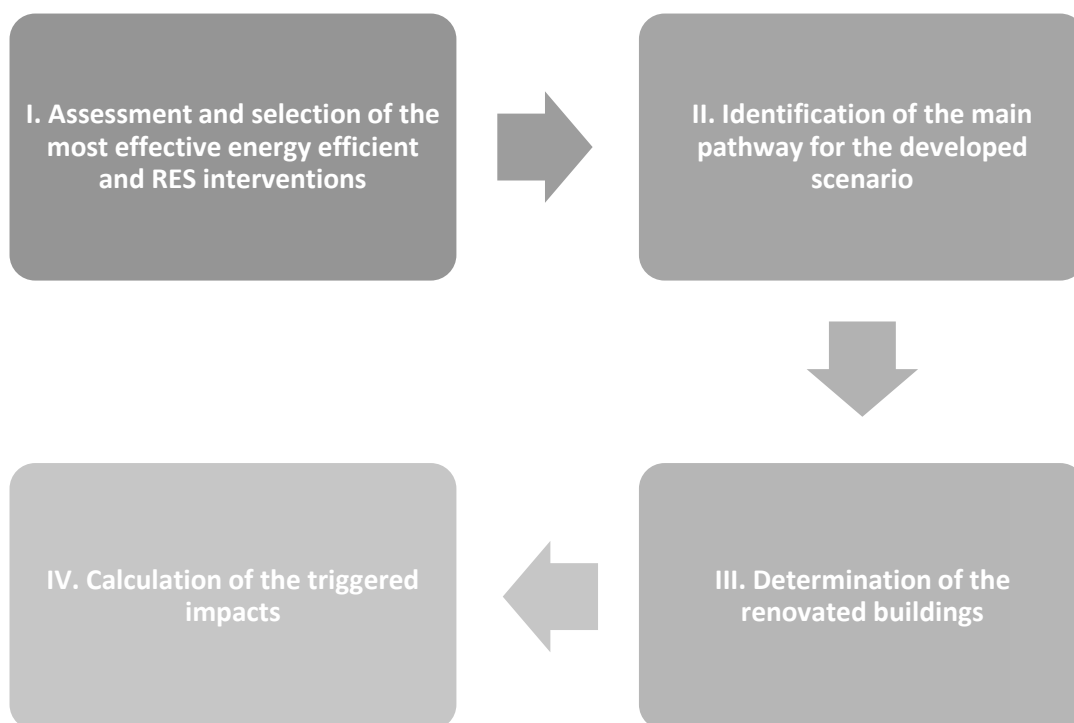 I. Assessment and selection of the
most effective energy efficient
and RES interventions
II. Identification of the main
pathway for the developed
scenario
III. Determination of the
renovated buildings
IV. Calculation of the triggered
impacts